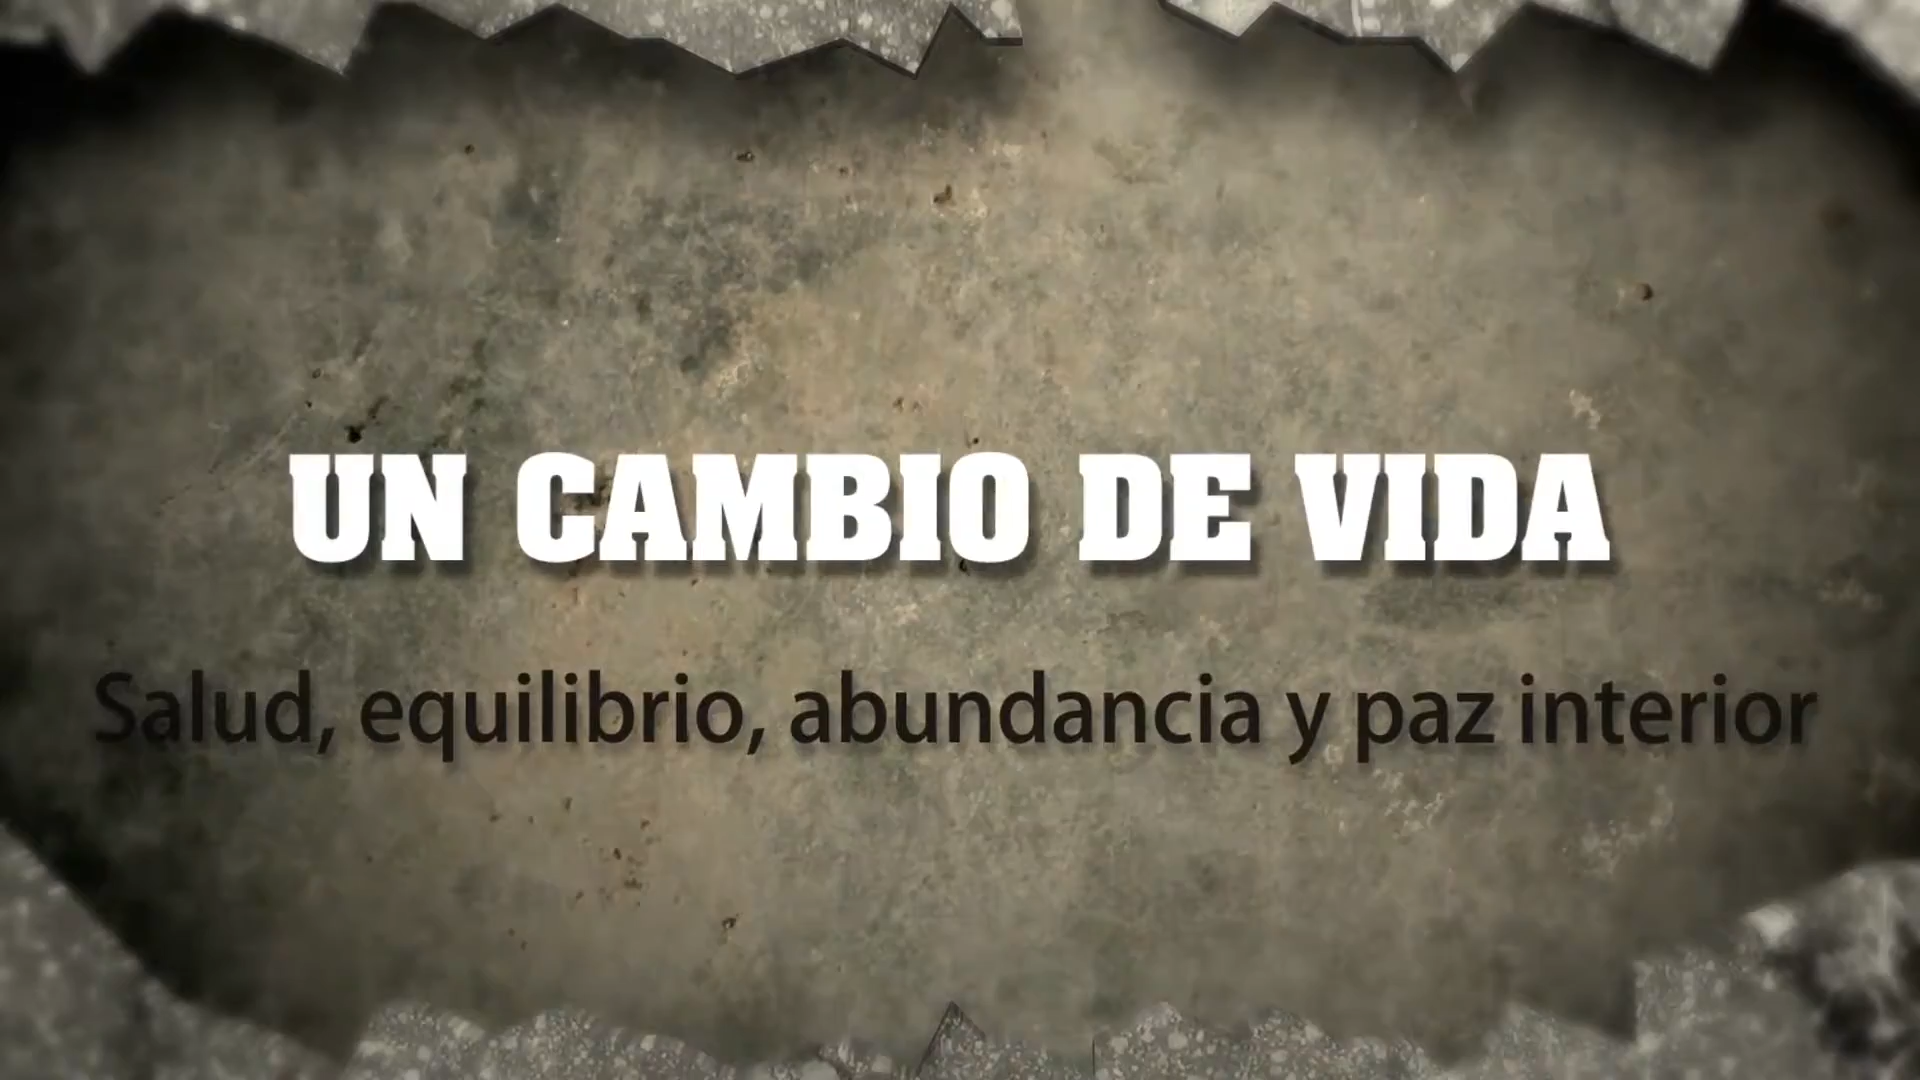 UN CAMBIO DE VIDA
Salud, equilibrio, abundancia y paz interior